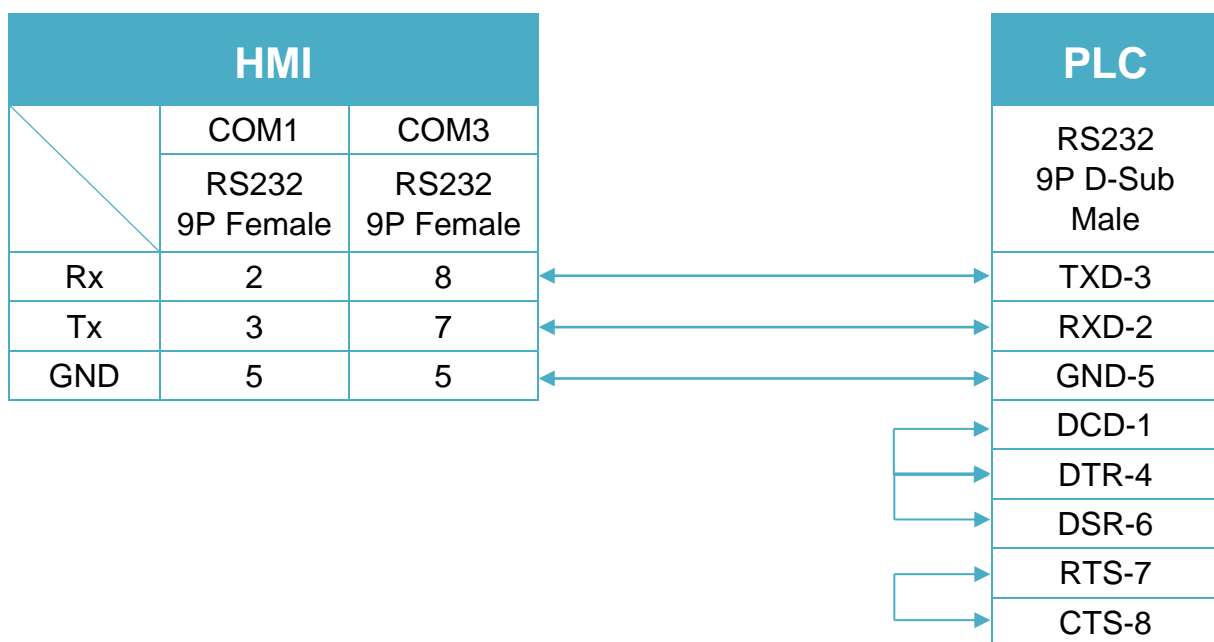 HMI
PLC
COM1 COM3
RS232
9P Female
RS232
9P Female
RS232
9P D-Sub
Male
Rx 2 8 TXD-3
Tx 3 7 RXD-2
GND 5 5 GND-5
DCD-1
DTR-4
DSR-6
RTS-7
CTS-8